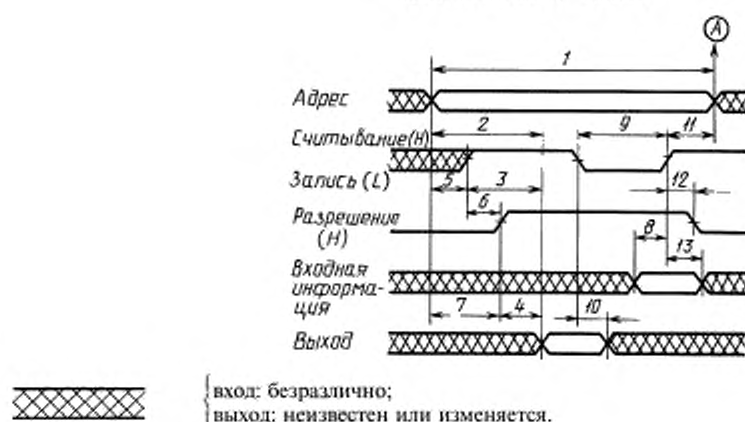 А
1
Адрес
2 9 11
Считывание(Н)
Запись (L)
5 3 12
6
Разрешение
(Н)
8
13
Входная
информа-
ция
7 4 10
Выход
вход: безразлично;
выход: неизвестен или изменяется.